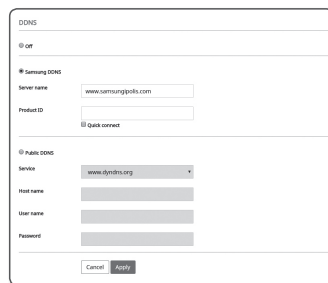 DDNS
Off
Samsung DDNS
Server name
www.samsungipolis.com
Product ID
Quick connect
Public DDNS
Service
www.dyndns.org
Host name
User name
Password
Cancel Apply